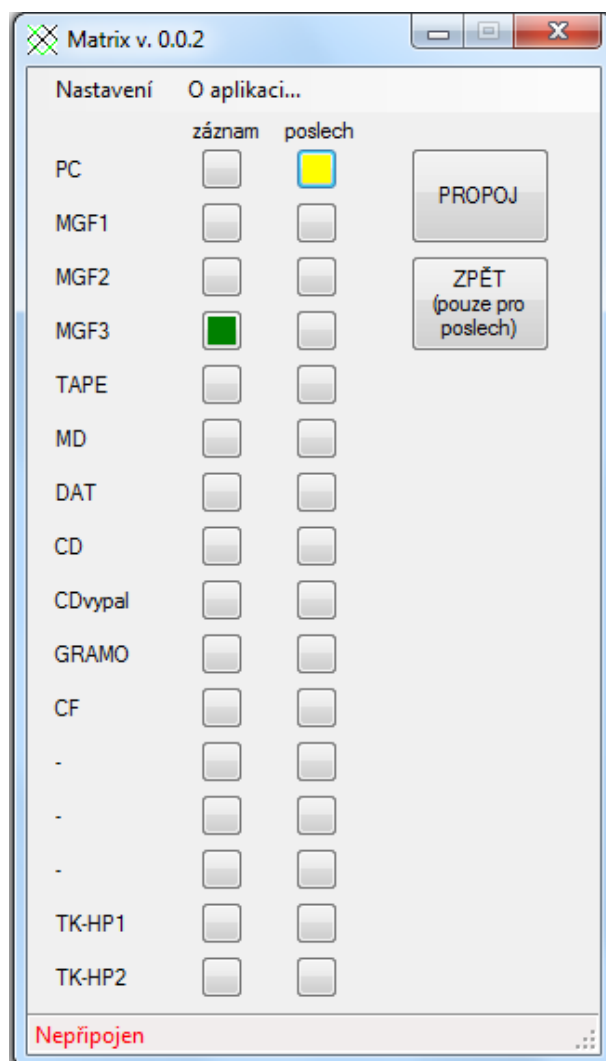 Matrix v. 0.0.2
Nastavení O aplikaci...
záznam poslech
PC
PROPOJ
MGF1
MGF2
ZPĚT
(pouze pro
poslech)
MGF3
TAPE
MD
DAT
CD
CDvypal
GRAMO
CF
-
-
-
TK-HP1
TK-HP2
Nepřipojen